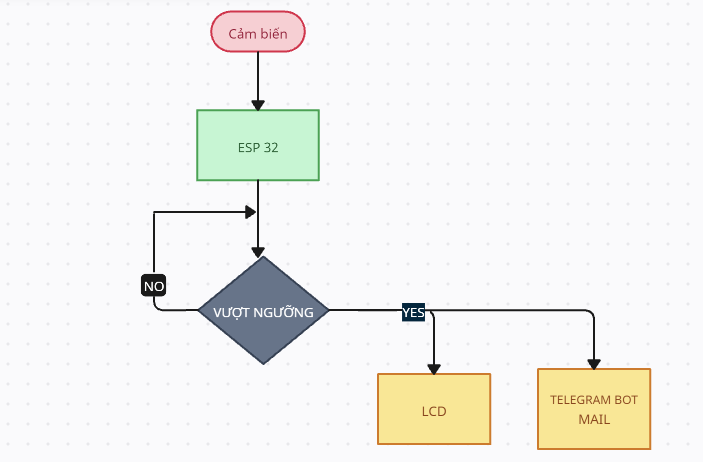 Cảm biến
ESP 32
NO
VƯỢT NGƯỠNG
YES
LCD
TELEGRAM BOT
MAIL